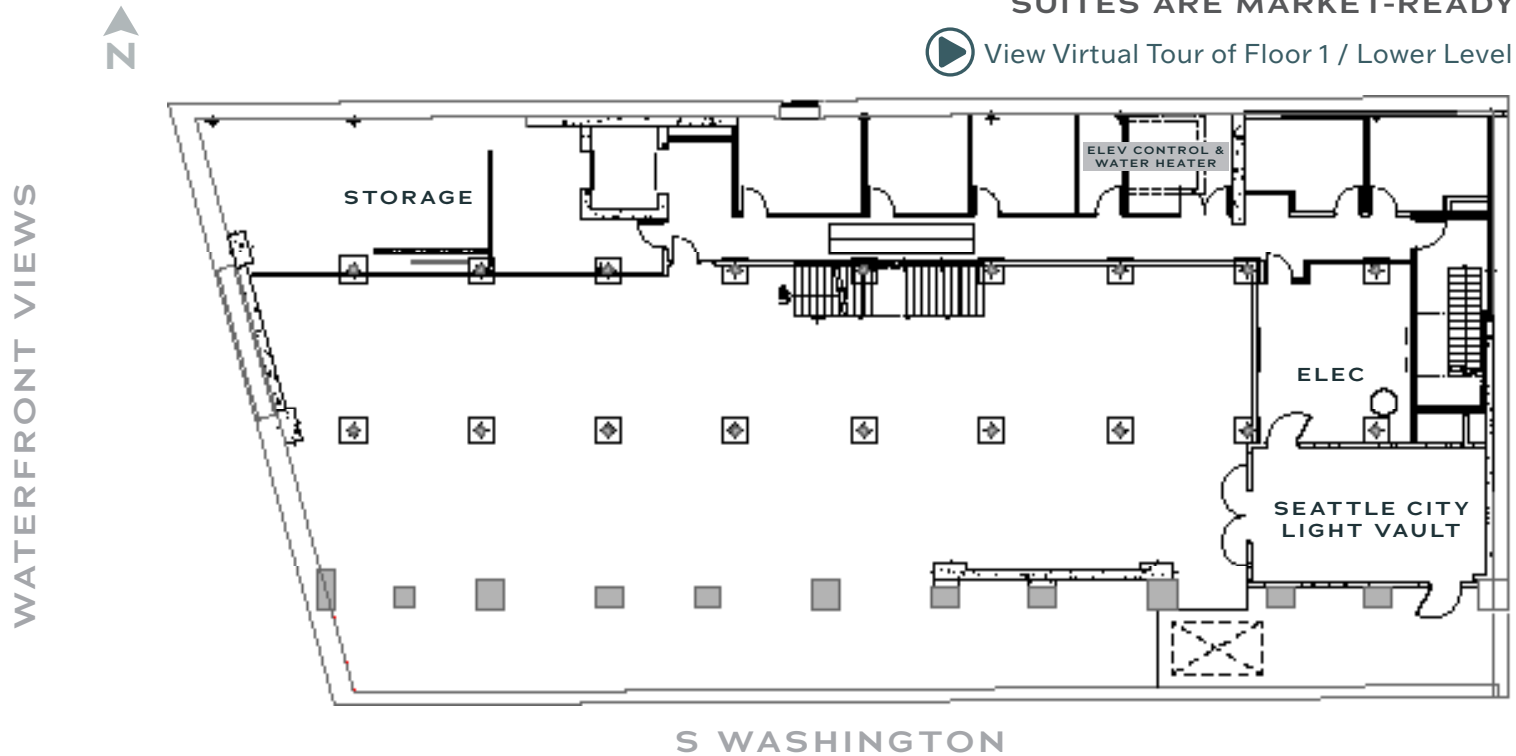 SUITES ARE MARKET-READY
N
View Virtual Tour of Floor 1 / Lower Level
WATERFRONT VIEWS
STORAGE
ELEV CONTROL &
WATER HEATER
ELEC
SEATTLE CITY
LIGHT VAULT
S WASHINGTON